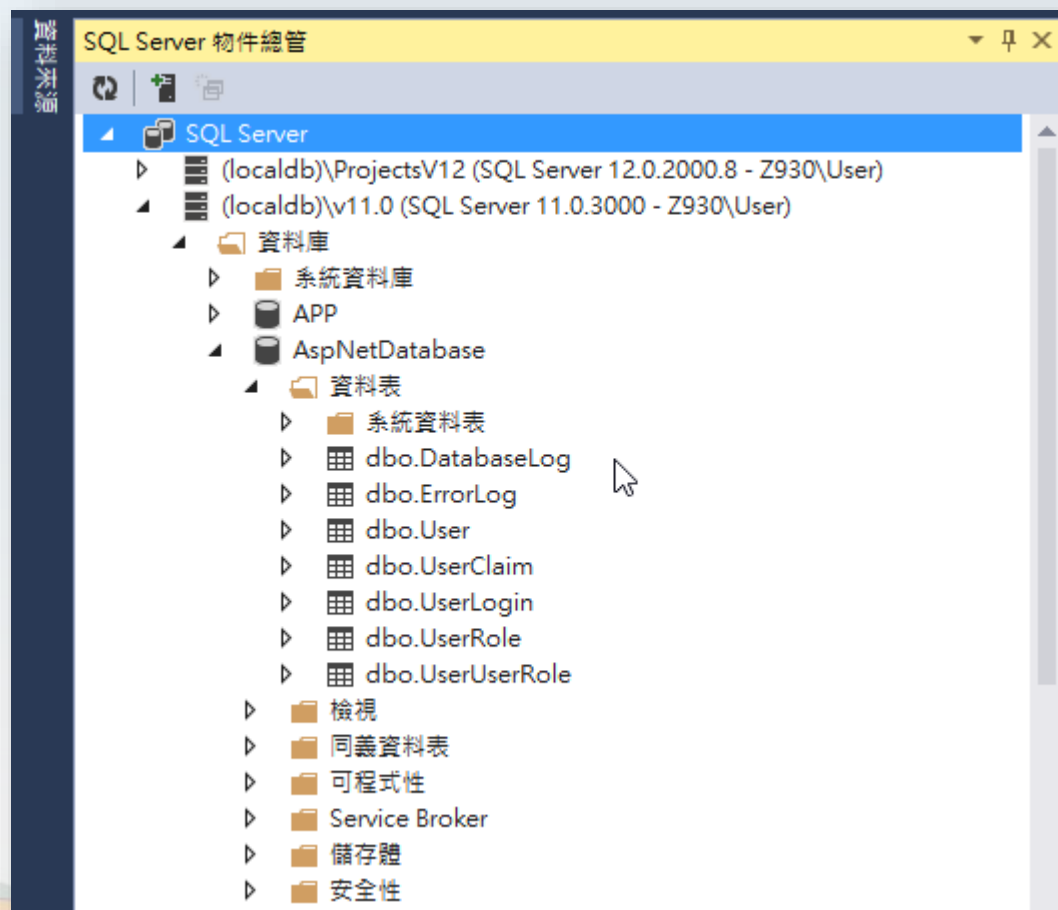 資料來源
SQL Server 物件總管
SQL Server
(localdb)\ProjectsV12 (SQL Server 12.0.2000.8 - Z930\User)
(localdb)\v11.0 (SQL Server 11.0.3000 - Z930\User)
資料庫
系統資料庫
APP
AspNetDatabase
資料表
系統資料表
dbo.DatabaseLog
dbo.ErrorLog
dbo.User
dbo.UserClaim
dbo.UserLogin
dbo.UserRole
dbo.UserUserRole
檢視
同義資料表
可程式性
Service Broker
儲存體
安全性